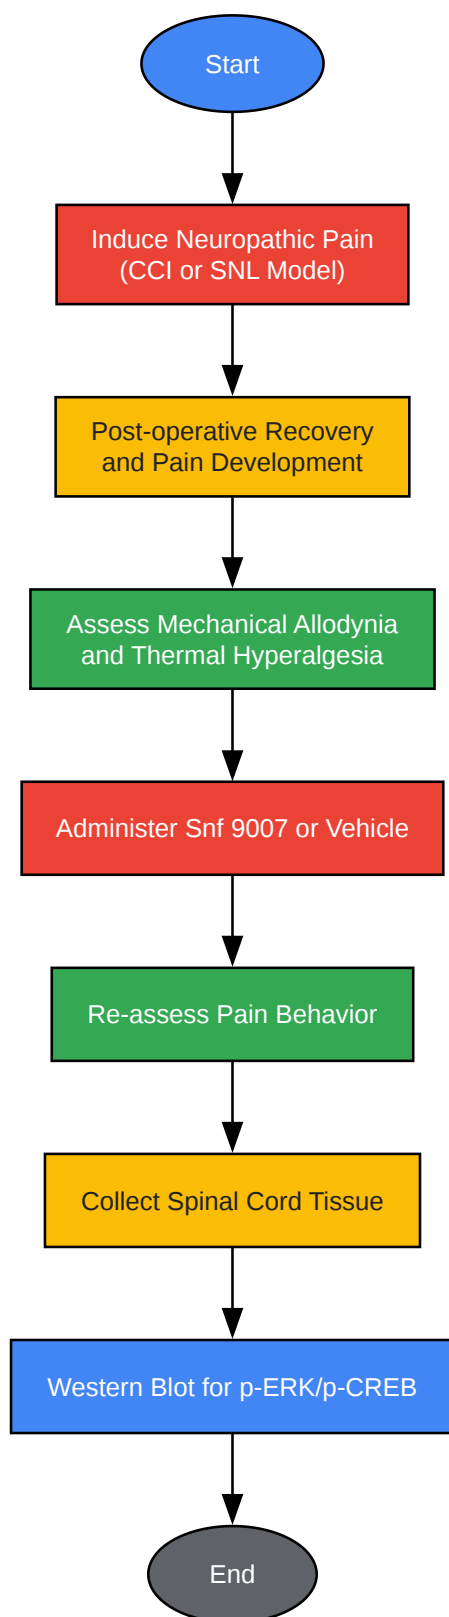 Start
Induce Neuropathic Pain
(CCI or SNL Model)
Post-operative Recovery
and Pain Development
Assess Mechanical Allodynia
and Thermal Hyperalgesia
Administer Snf 9007 or Vehicle
Re-assess Pain Behavior
Collect Spinal Cord Tissue
Western Blot for p-ERK/p-CREB
End